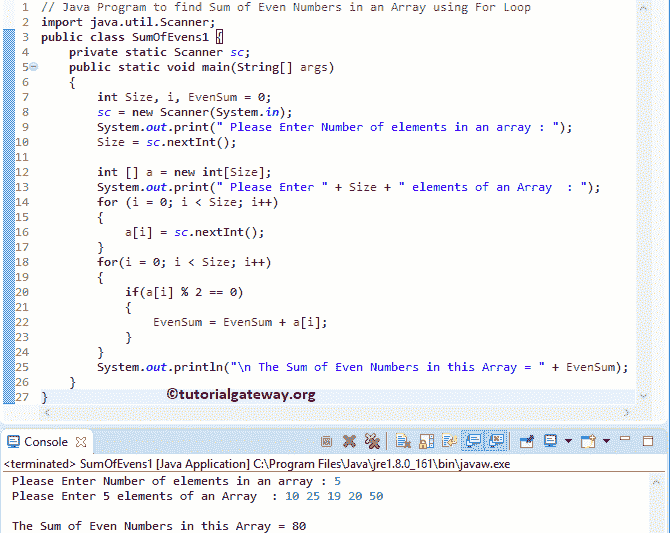 1 // Java Program to find Sum of Even Numbers in an Array using For Loop
2 import java.util.Scanner;
3 public class SumOfEvens1 {
4     private static Scanner sc;
5     public static void main(String[] args)
6     {
7         int Size, i, EvenSum = 0;
8         sc = new Scanner(System.in);
9         System.out.print(" Please Enter Number of elements in an array : ");
10         Size = sc.nextInt();
11
12         int [] a = new int[Size];
13         System.out.print(" Please Enter " + Size + " elements of an Array  : ");
14         for (i = 0; i < Size; i++)
15         {
16             a[i] = sc.nextInt();
17         }
18         for(i = 0; i < Size; i++)
19         {
20             if(a[i] % 2 == 0)
21             {
22                 EvenSum = EvenSum + a[i];
23             }
24         }
25         System.out.println("\n The Sum of Even Numbers in this Array = " + EvenSum);
26     }
27 }
©tutorialgateway.org
Console
<terminated> SumOfEvens1 [Java Application] C:\Program Files\Java\jre1.8.0_161\bin\javaw.exe
Please Enter Number of elements in an array : 5
Please Enter 5 elements of an Array  : 10 25 19 20 50

The Sum of Even Numbers in this Array = 80